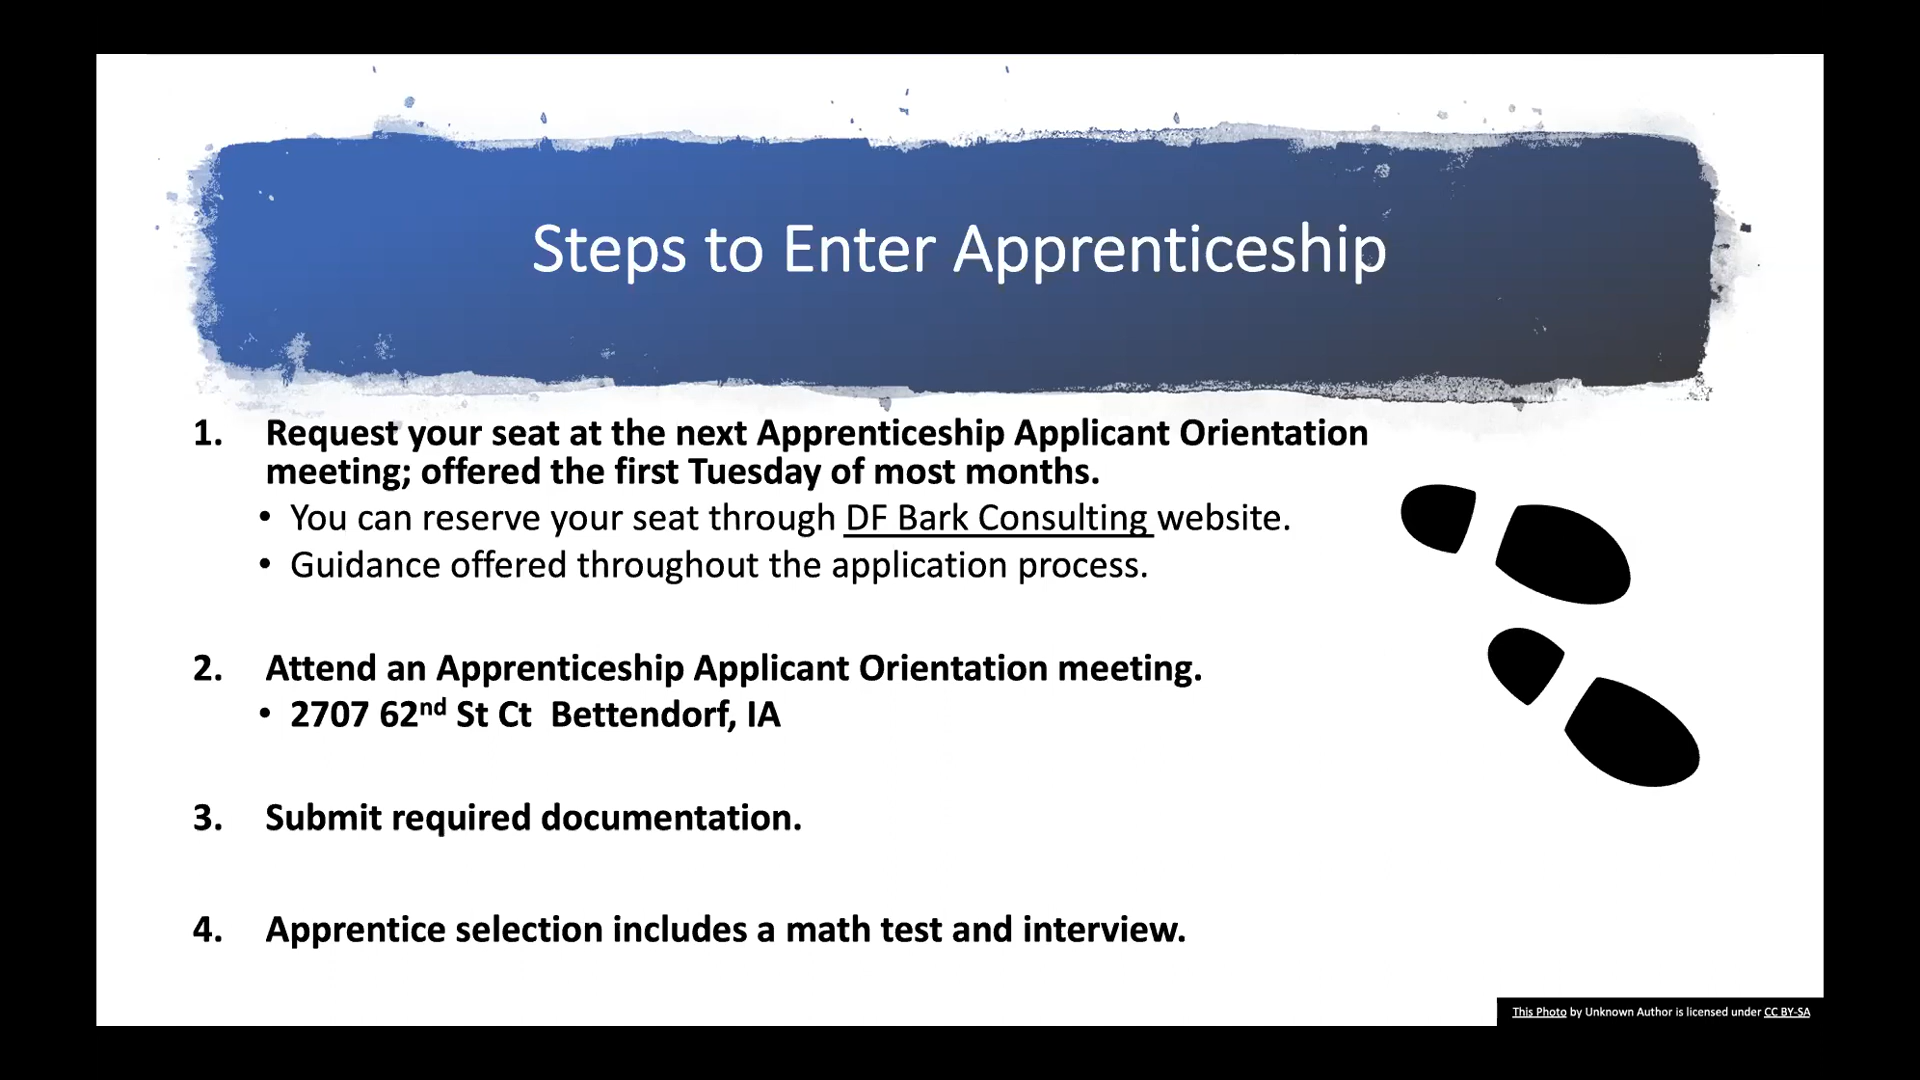 Steps to Enter Apprenticeship
1. Request your seat at the next Apprenticeship Applicant Orientation
meeting; offered the first Tuesday of most months.
• You can reserve your seat through DF Bark Consulting website.
• Guidance offered throughout the application process.
2. Attend an Apprenticeship Applicant Orientation meeting.
• 2707 62nd St Ct  Bettendorf, IA
3. Submit required documentation.
4. Apprentice selection includes a math test and interview.
This Photo by Unknown Author is licensed under CC BY-SA